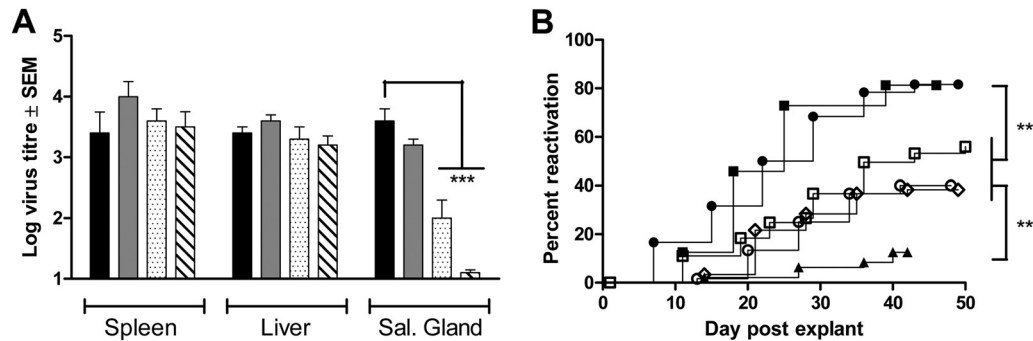 A
Log virus titre ± SEM
5
4
3
2
1
***
Spleen
Liver
Sal. Gland
B
Percent reactivation
100
80
60
40
20
0
0
10
20
30
40
50
Day post explant
**
**